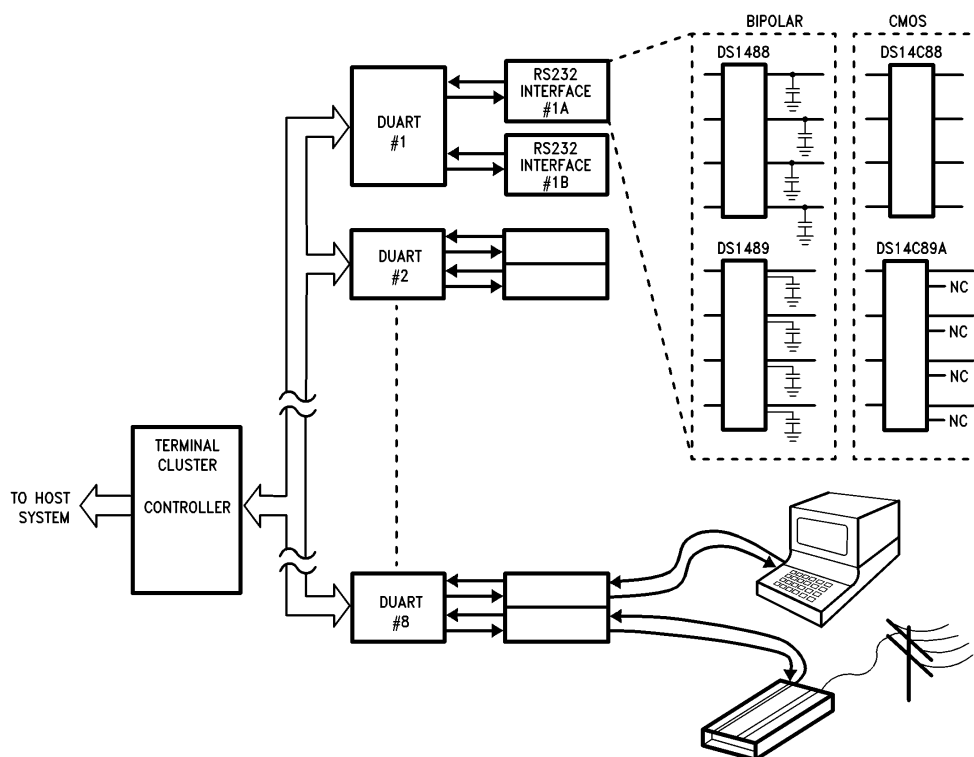 BIPOLAR
CMOS
DS1488
DS14C88
RS232
INTERFACE
#1A
DUART
#1
RS232
INTERFACE
#1B
DUART
#2
DS1489
DS14C89A
NC
NC
NC
NC
TERMINAL
CLUSTER
CONTROLLER
TO HOST
SYSTEM
DUART
#8